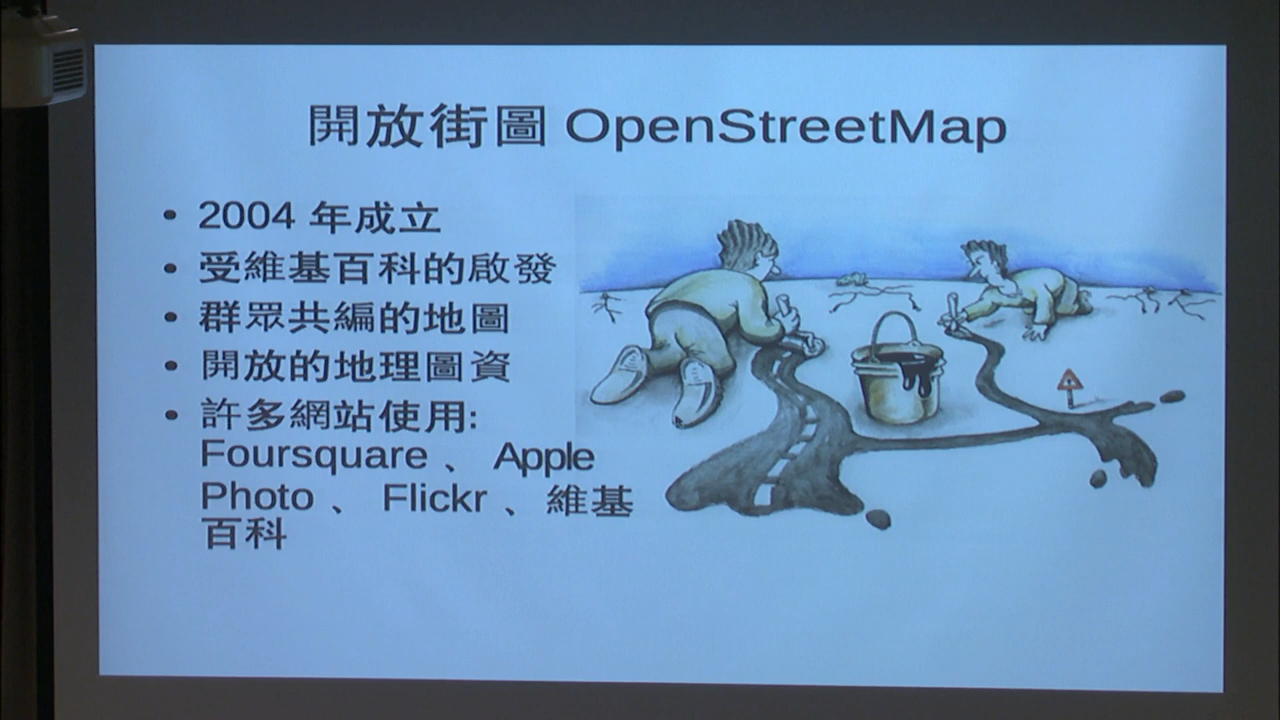 開放街圖 OpenStreetMap
• 2004 年成立
• 受維基百科的啟發
• 群眾共編的地圖
• 開放的地理圖資
• 許多網站使用:
Foursquare 、 Apple
Photo 、 Flickr 、維基
百科